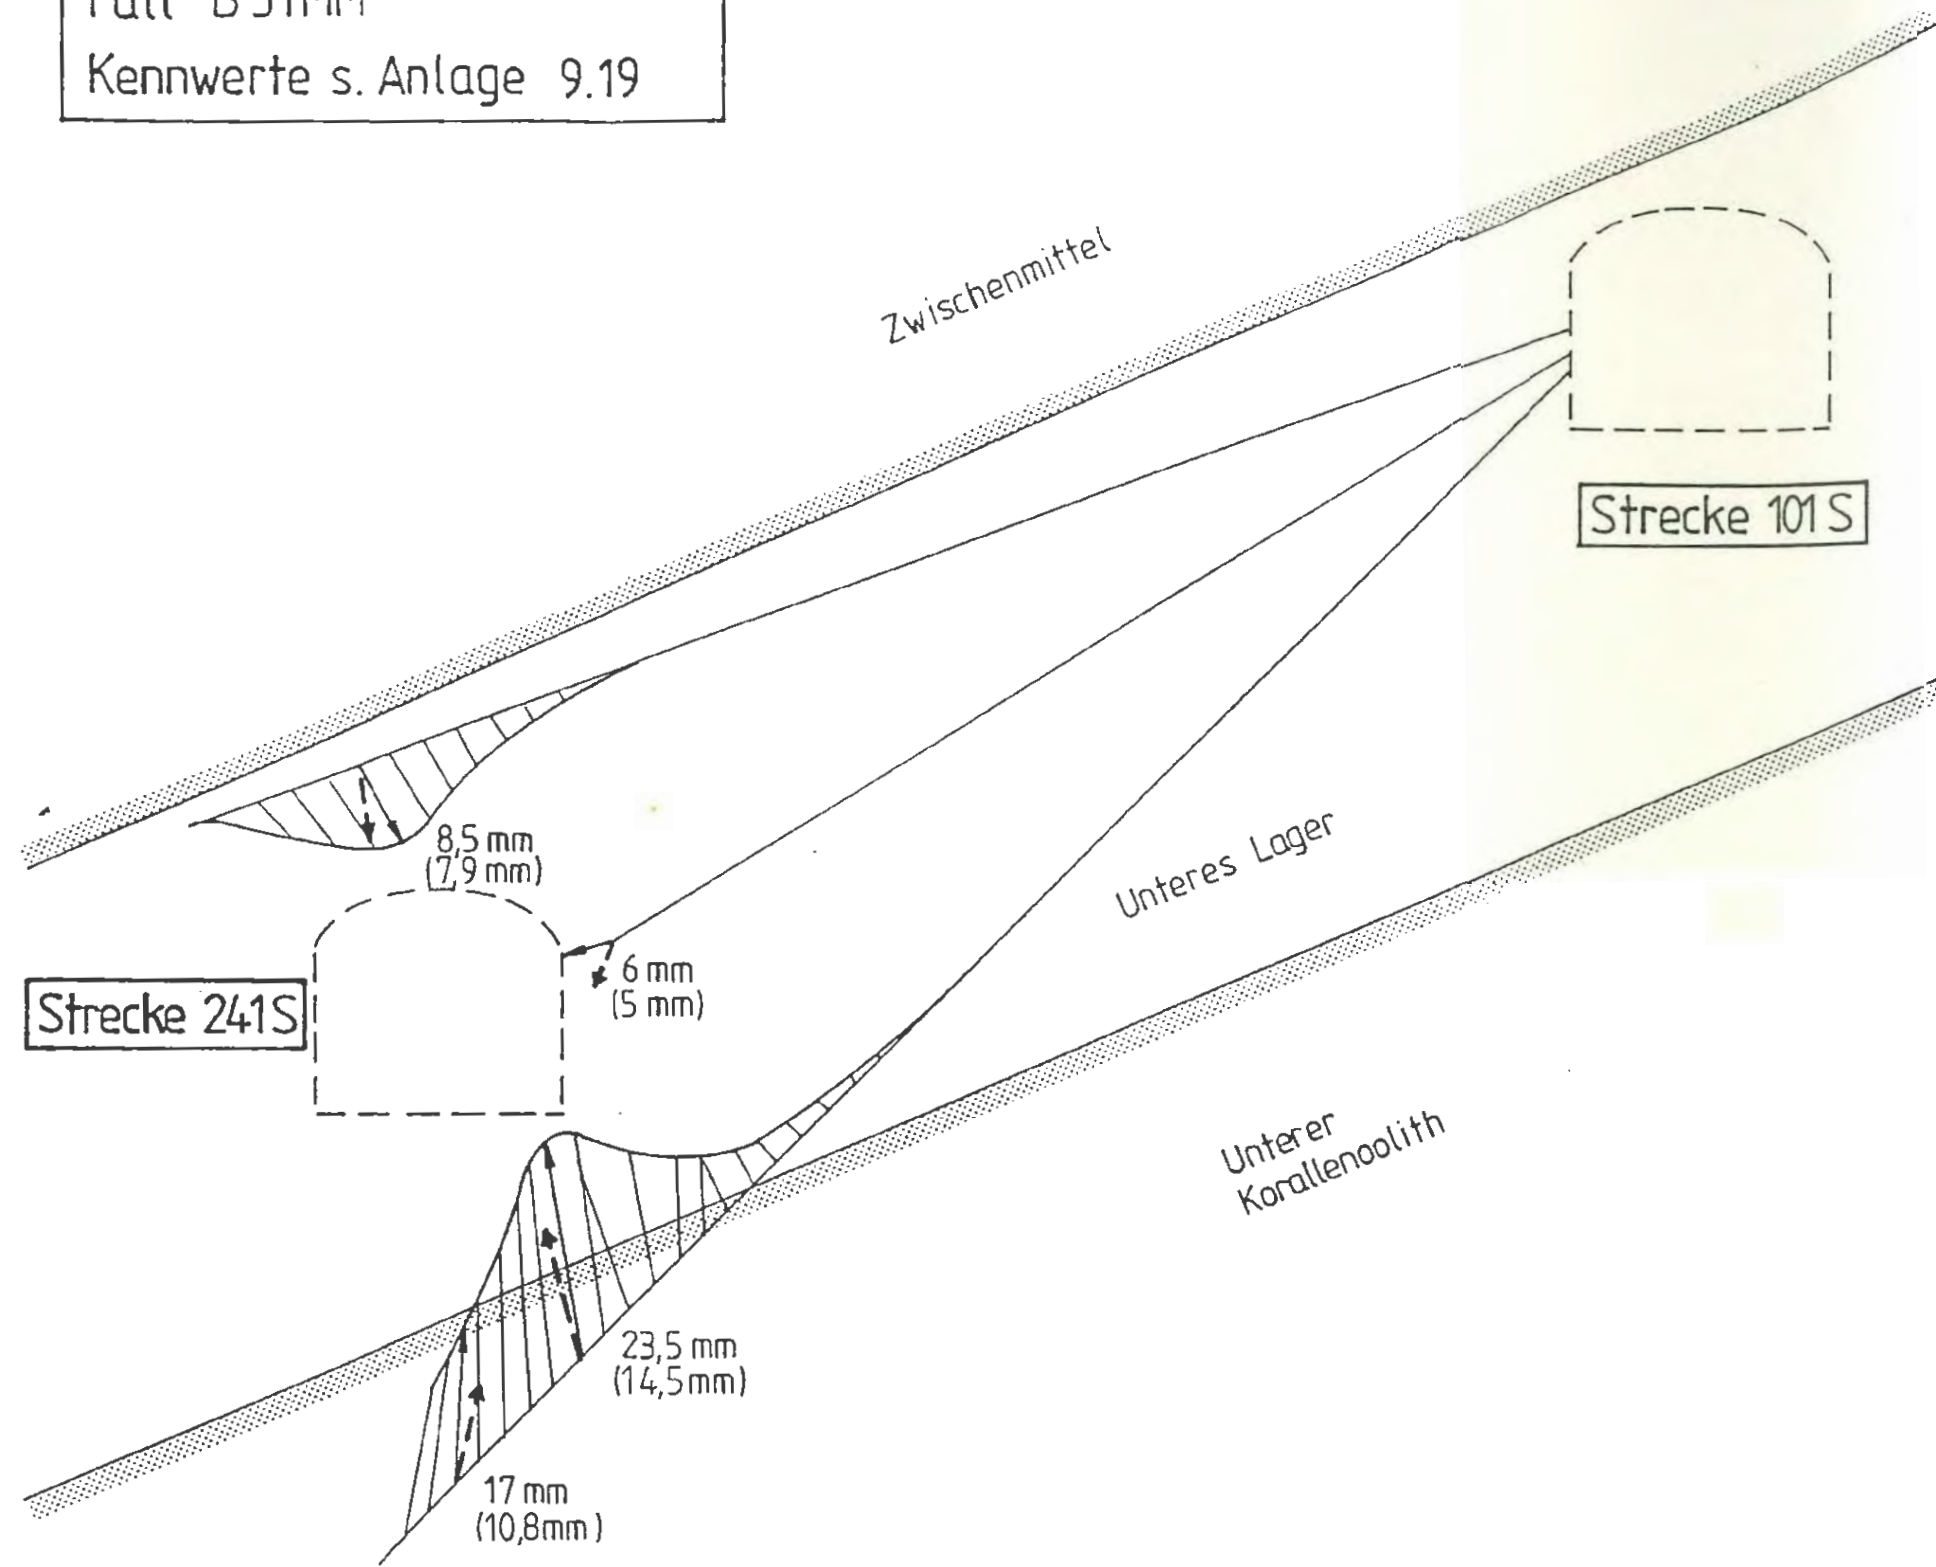 Kennwerte s. Anlage 9.19
Zwischenmittel
Strecke 101 S
8,5 mm
(7,9 mm)
Unteres Lager
6 mm
(5 mm)
Strecke 241 S
Unterer
Korallenoolith
23,5 mm
(14,5 mm)
17 mm
(10,8 mm)